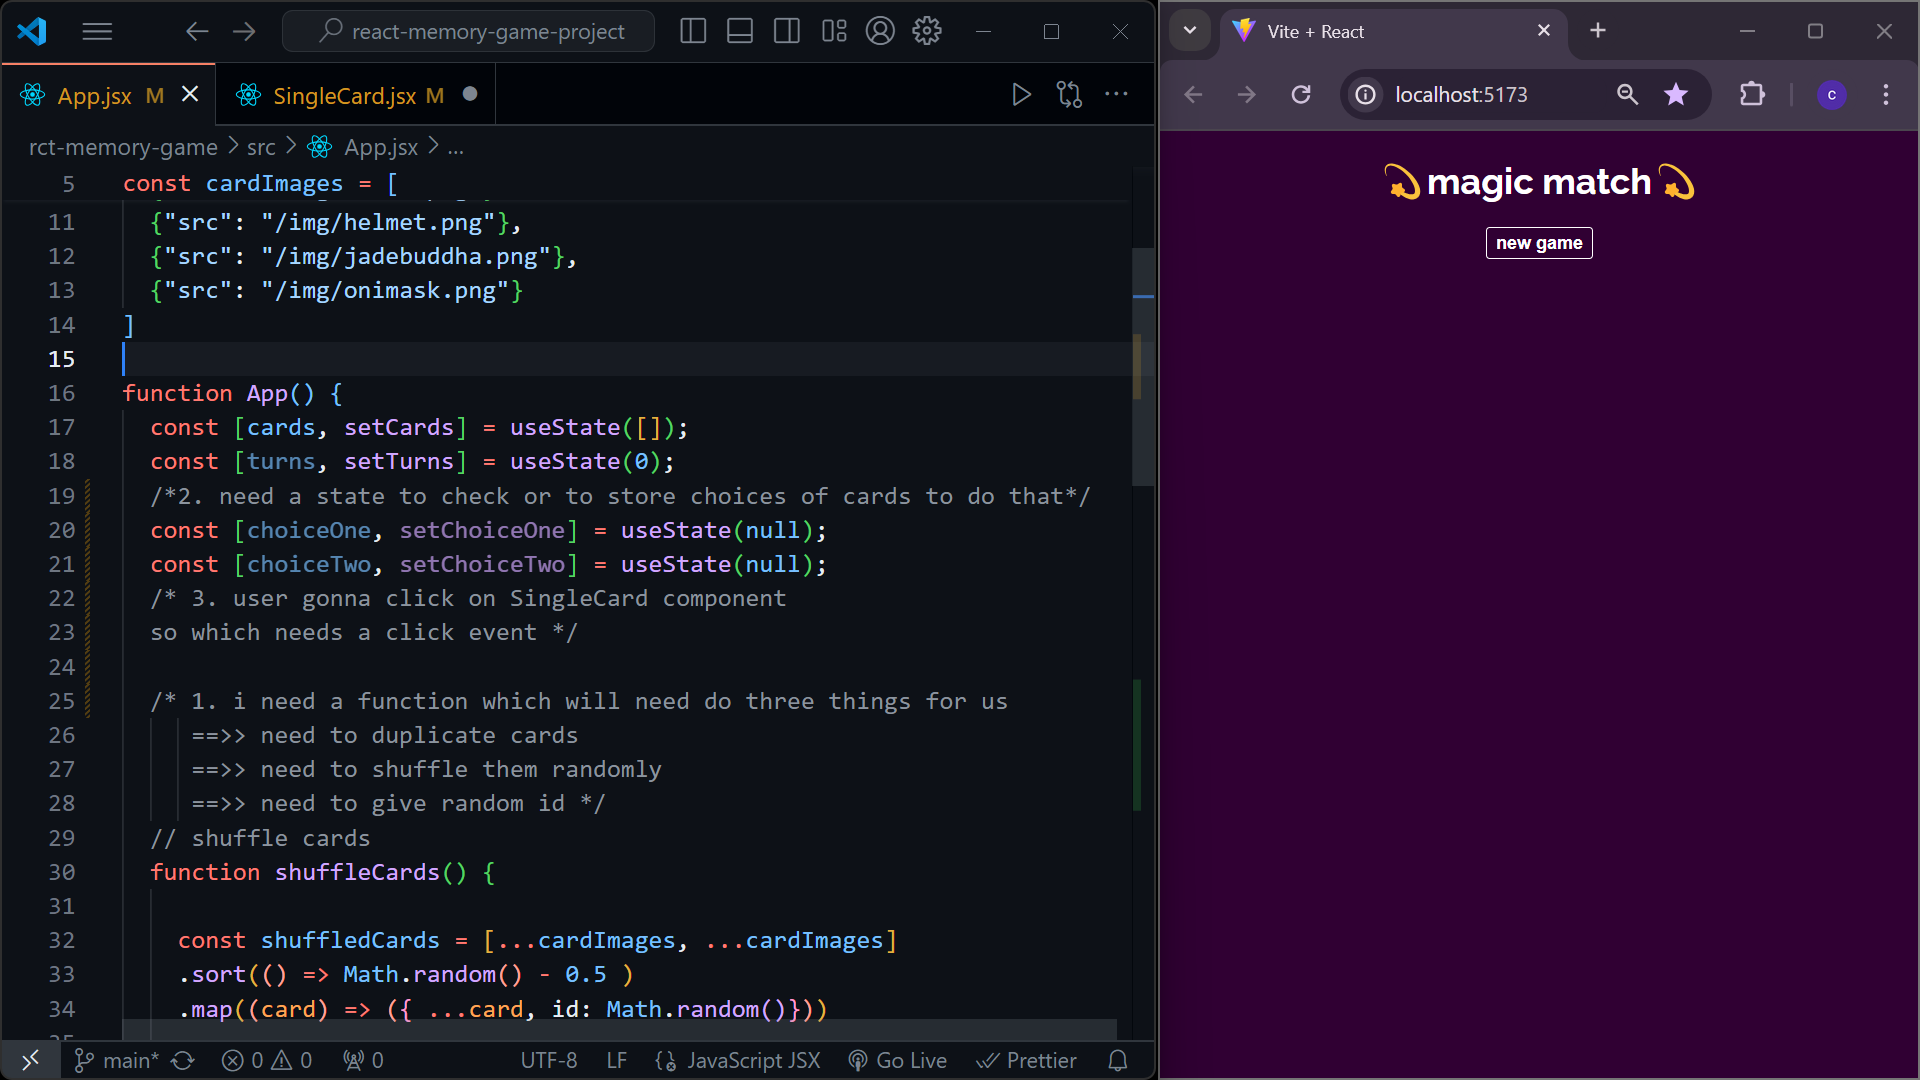 react-memory-game-project
App.jsx M
SingleCard.jsx M
rct-memory-game > src > App.jsx > ...
5 const cardImages = [
11 {"src": "/img/helmet.png"},
12 {"src": "/img/jadebuddha.png"},
13 {"src": "/img/onimask.png"}
14 ]
15
16 function App() {
17 const [cards, setCards] = useState([]);
18 const [turns, setTurns] = useState(0);
19 /*2. need a state to check or to store choices of cards to do that*/
20 const [choiceOne, setChoiceOne] = useState(null);
21 const [choiceTwo, setChoiceTwo] = useState(null);
22 /* 3. user gonna click on SingleCard component
23 so which needs a click event */
24
25 /* 1. i need a function which will need do three things for us
26 ==>> need to duplicate cards
27 ==>> need to shuffle them randomly
28 ==>> need to give random id */
29 // shuffle cards
30 function shuffleCards() {
31
32 const shuffledCards = [...cardImages, ...cardImages]
33 .sort(() => Math.random() - 0.5 )
34 .map((card) => ({ ...card, id: Math.random()}))
main* 0 0 0 UTF-8 LF JavaScript JSX Go Live Prettier
Vite + React
localhost:5173
c
magic match
new game